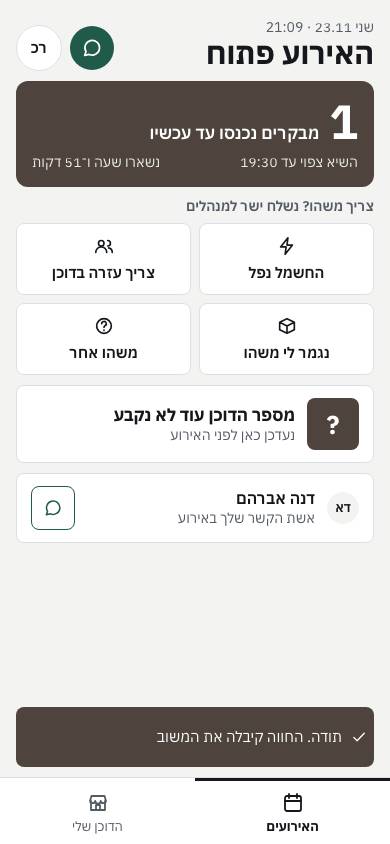 שני 23.11 · 21:09
האירוע פתוח
רכ
1 מבקרים נכנסו עד עכשיו
השיא צפוי עד 19:30
נשארו שעה ו־51 דקות
צריך משהו? נשלח ישר למנהלים
החשמל נפל
צריך עזרה בדוכן
נגמר לי משהו
משהו אחר
?
מספר הדוכן עוד לא נקבע
נעדכן כאן לפני האירוע
דא
דנה אברהם
אשת הקשר שלך באירוע
תודה. החווה קיבלה את המשוב
האירועים
הדוכן שלי